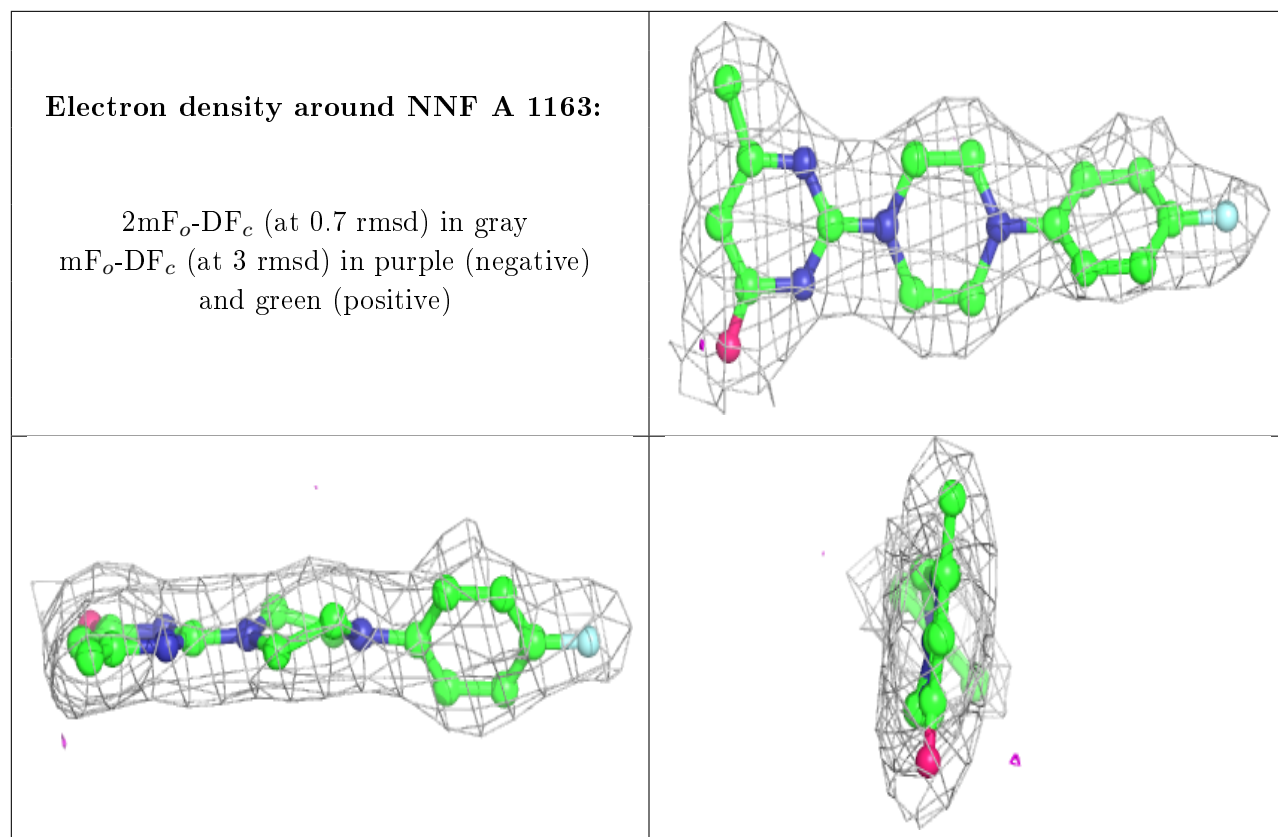 Electron density around NNF A 1163:
2mFo-DFc (at 0.7 rmsd) in gray
mFo-DFc (at 3 rmsd) in purple (negative)
and green (positive)